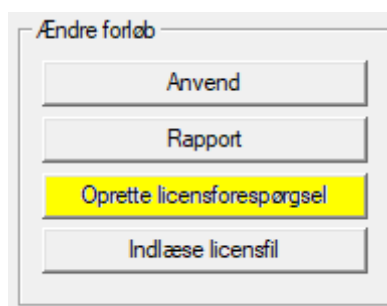 Ændre forløb
Anvend
Rapport
Oprette licensforespørgsel
Indlæse licensfil